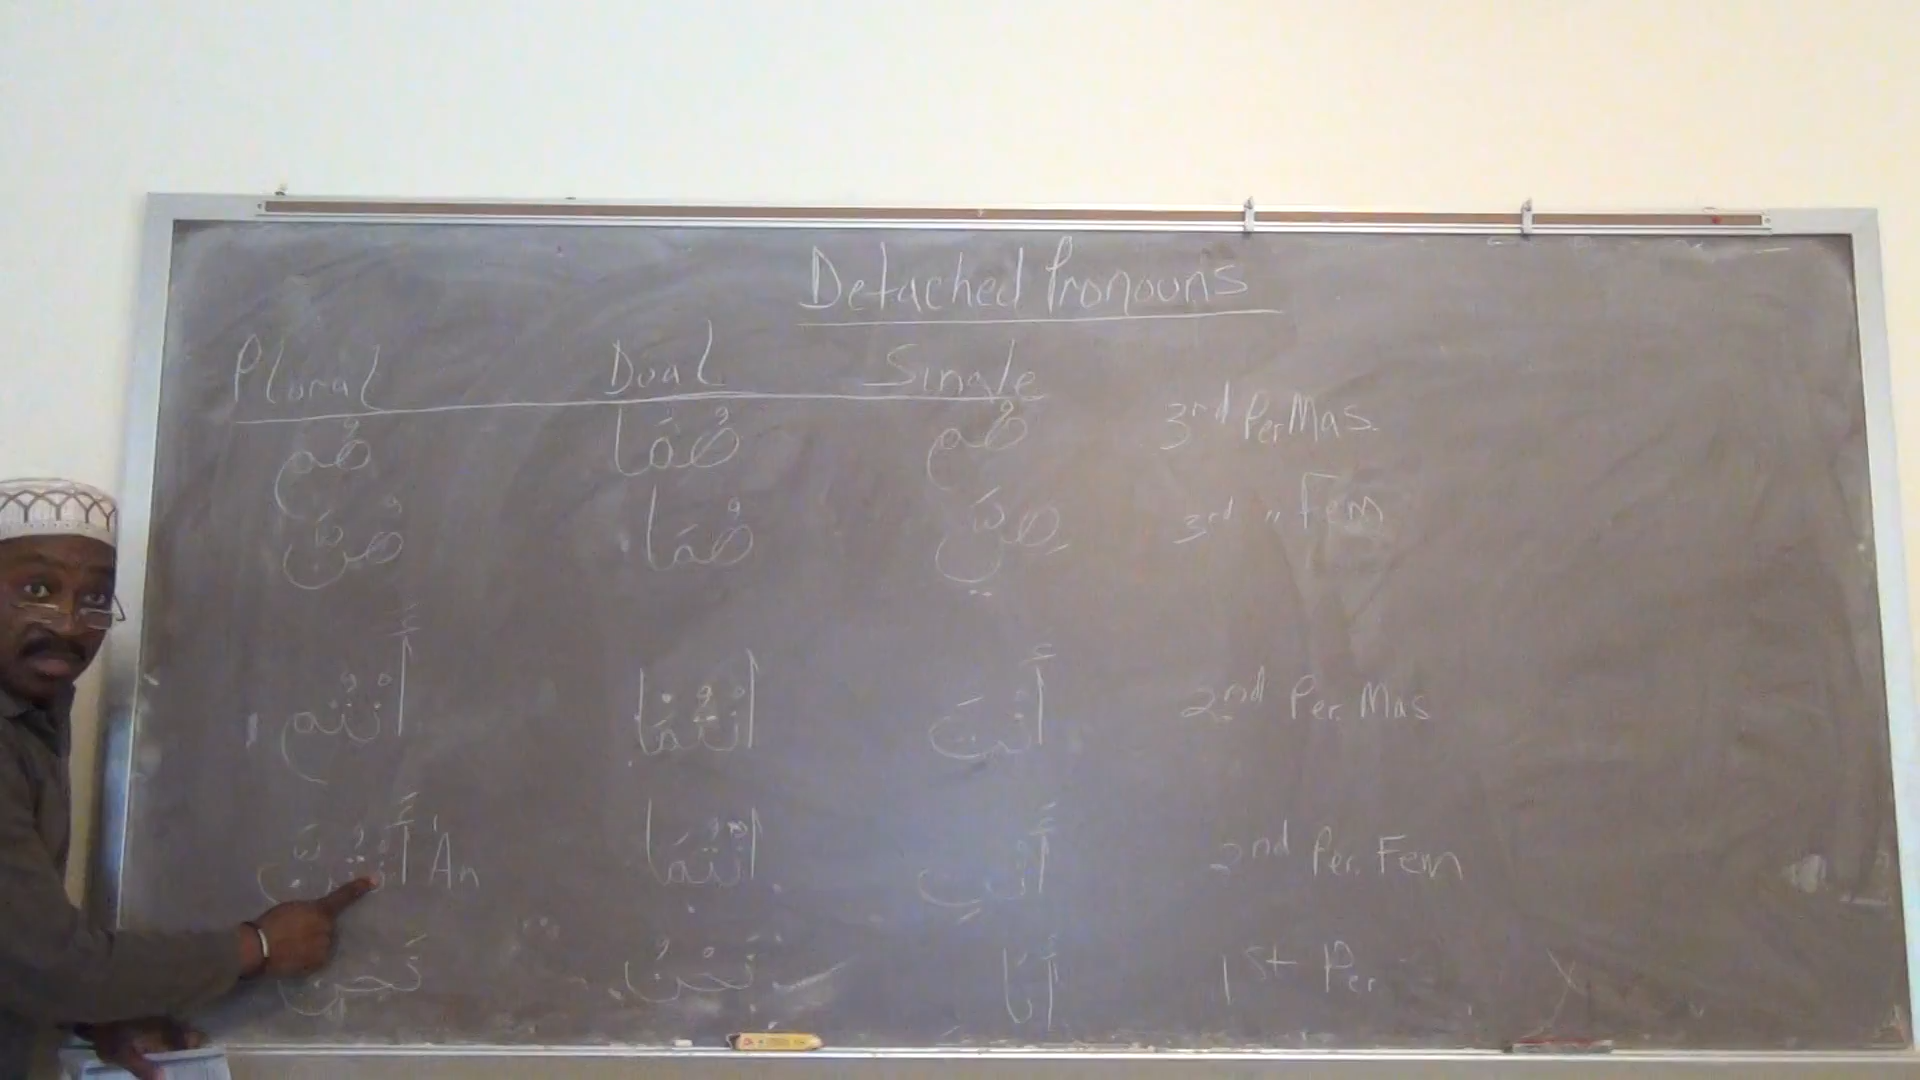 Detached Pronouns
Plural Dual Single
3rd Per Mas. هُوَ هُمَا هُم
3rd " Fem هِيَ هُمَا هُنَّ
2nd Per. Mas أَنْتَ أَنْتُمَا أَنْتُم
2nd Per. Fem أَنْتِ أَنْتُمَا An أَنْتُنَّ
1st Per أَنَا نَحْنُ نَحْنُ